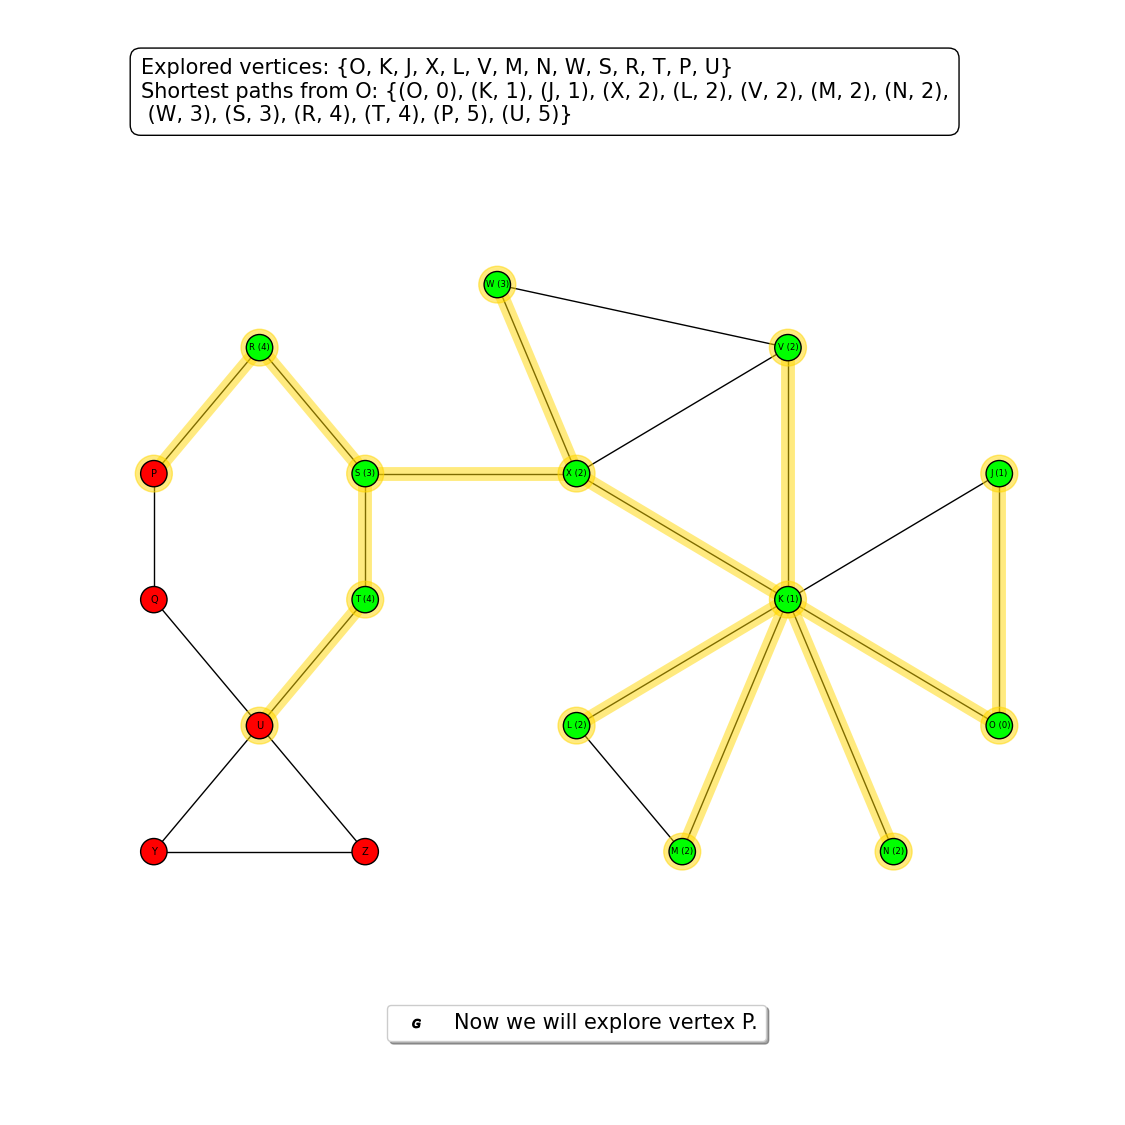 Explored vertices: {O, K, J, X, L, V, M, N, W, S, R, T, P, U}
Shortest paths from O: {(O, 0), (K, 1), (J, 1), (X, 2), (L, 2), (V, 2), (M, 2), (N, 2),
(W, 3), (S, 3), (R, 4), (T, 4), (P, 5), (U, 5)}
W (3)
R (4)
V (2)
P
S (3)
X (2)
J (1)
Q
T (4)
K (1)
U
L (2)
O (0)
Y
Z
M (2)
N (2)
G Now we will explore vertex P.